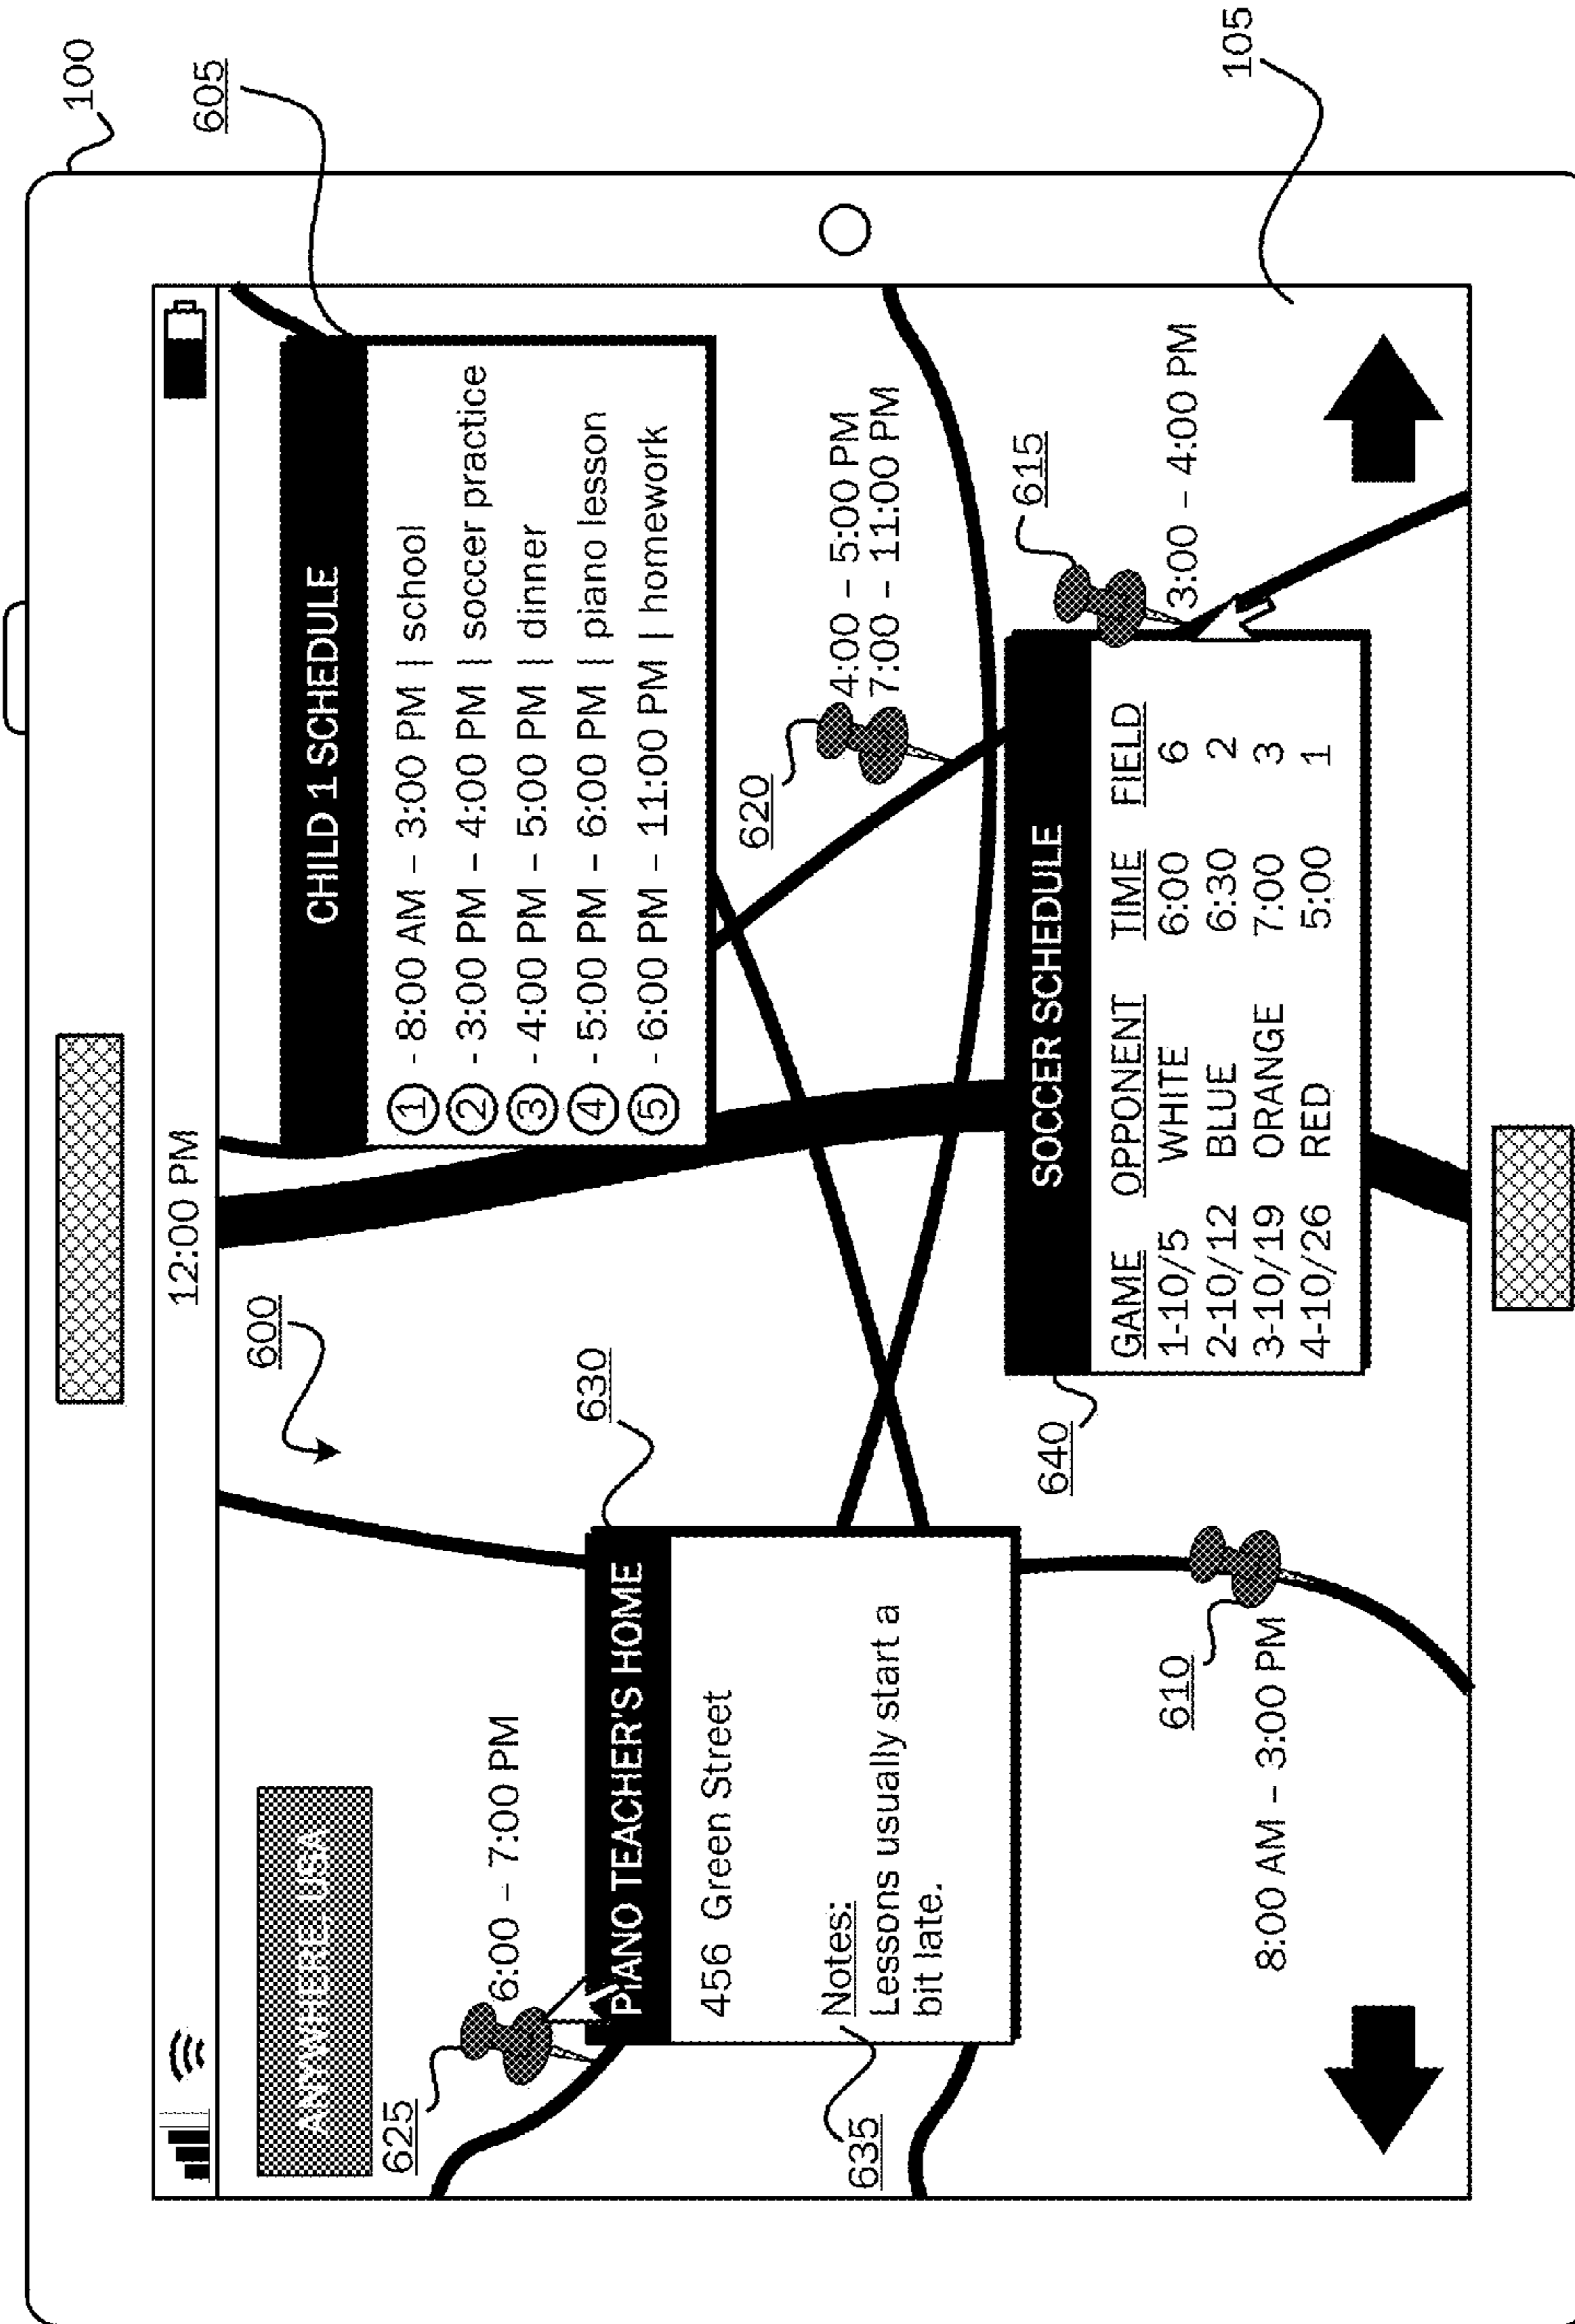 100
605
12:00 PM
600
ANYWHERE, USA
625
6:00 – 7:00 PM
CHILD 1 SCHEDULE
1 - 8:00 AM – 3:00 PM | school
2 - 3:00 PM – 4:00 PM | soccer practice
3 - 4:00 PM – 5:00 PM | dinner
4 - 5:00 PM – 6:00 PM | piano lesson
5 - 6:00 PM – 11:00 PM | homework
630
PIANO TEACHER'S HOME
456 Green Street
Notes:
Lessons usually start a
bit late.
635
620
4:00 – 5:00 PM
7:00 – 11:00 PM
615
3:00 – 4:00 PM
640
SOCCER SCHEDULE
GAME OPPONENT TIME FIELD
1-10/5 WHITE 6:00 6
2-10/12 BLUE 6:30 2
3-10/19 ORANGE 7:00 3
4-10/26 RED 5:00 1
610
8:00 AM – 3:00 PM
105